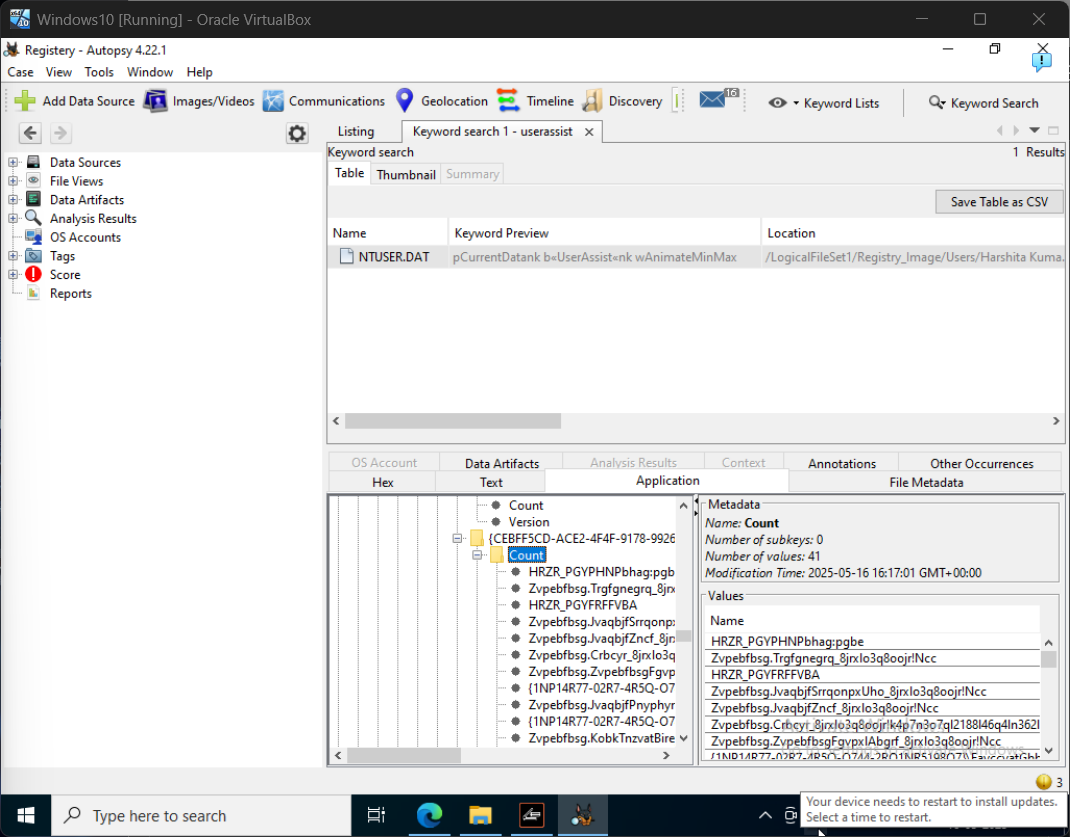 Windows10 [Running] - Oracle VirtualBox
Registery - Autopsy 4.22.1
Case View Tools Window Help
Add Data Source Images/Videos Communications Geolocation Timeline Discovery 16 Keyword Lists Keyword Search
Listing Keyword search 1 - userassist
Keyword search 1 Results
Table Thumbnail Summary
Save Table as CSV
Name Keyword Preview Location
NTUSER.DAT pCurrentDatank b«UserAssist«nk wAnimateMinMax /LogicalFileSet1/Registry_Image/Users/Harshita Kuma.
Data Sources
File Views
Data Artifacts
Analysis Results
OS Accounts
Tags
Score
Reports
OS Account Data Artifacts Analysis Results Context Annotations Other Occurrences
Hex Text Application File Metadata
Count
Version
{CEBFF5CD-ACE2-4F4F-9178-9926
Count
HRZR_PGYPHNPbhag:pgb
Zvpebfbsg.Trgfgnegrq_8jrx
HRZR_PGYFRFFVBA
Zvpebfbsg.JvaqbjfSrrqonpx
Zvpebfbsg.JvaqbjfZncf_8jr
Zvpebfbsg.Crbcyr_8jrxlo3q
Zvpebfbsg.ZvpebfbsgFgvp
{1NP14R77-02R7-4R5Q-O7
Zvpebfbsg.JvaqbjfPnyphyr
{1NP14R77-02R7-4R5Q-O7
Zvpebfbsg.KobkTnzvatBire
Metadata
Name: Count
Number of subkeys: 0
Number of values: 41
Modification Time: 2025-05-16 16:17:01 GMT+00:00
Values
Name
HRZR_PGYPHNPbhag:pgbe
Zvpebfbsg.Trgfgnegrq_8jrxlo3q8oojr!Ncc
HRZR_PGYFRFFVBA
Zvpebfbsg.JvaqbjfSrrqonpxUho_8jrxlo3q8oojr!Ncc
Zvpebfbsg.JvaqbjfZncf_8jrxlo3q8oojr!Ncc
Zvpebfbsg.ZvpebfbsgFgvpxlAbgrf_8jrxlo3q8oojr!Ncc
3
Type here to search
Your device needs to restart to install updates.
Select a time to restart.